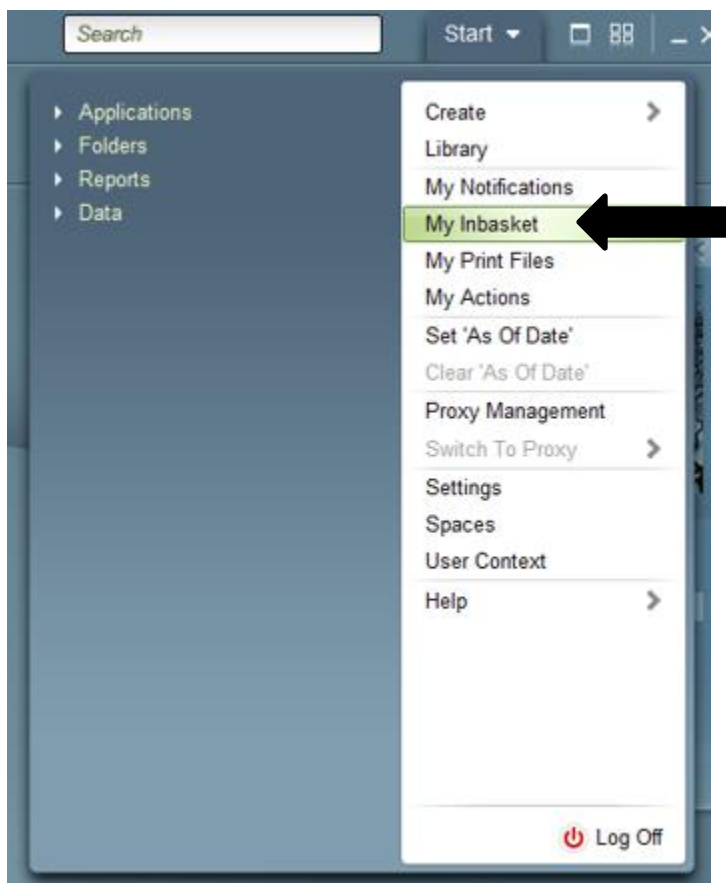 Search
Start
Applications
Folders
Reports
Data
Create
Library
My Notifications
My Inbasket
My Print Files
My Actions
Set 'As Of Date'
Clear 'As Of Date'
Proxy Management
Switch To Proxy
Settings
Spaces
User Context
Help
Log Off